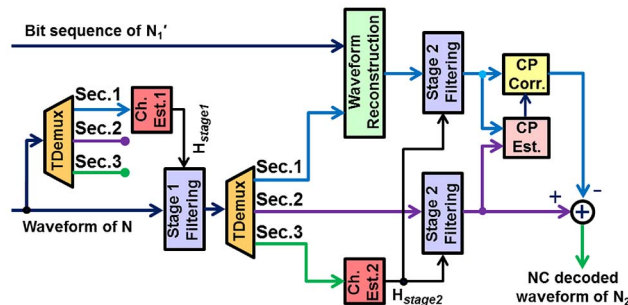 Bit sequence of N₁′
Sec.1
Sec.2
Sec.3
TDemux
Ch. Est.1
H_stage1
Waveform of N
Stage 1 Filtering
TDemux
Sec.1
Sec.2
Sec.3
Waveform Reconstruction
Ch. Est.2
H_stage2
Stage 2 Filtering
Stage 2 Filtering
CP
Corr.
CP
Est.
+
−
+
NC decoded
waveform of N₂